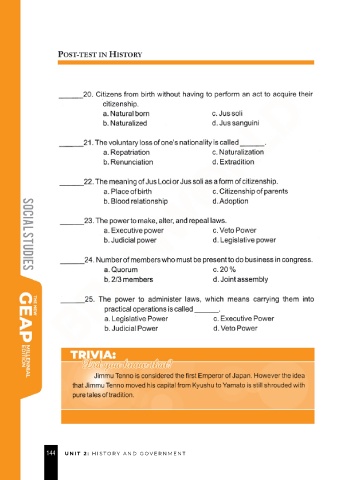 POST-TEST IN HISTORY
______20. Citizens from birth without having to perform an act to acquire their
citizenship.
a. Natural born c. Jus soli
b. Naturalized d. Jus sanguini
______21. The voluntary loss of one's nationality is called ______.
a. Repatriation c. Naturalization
b. Renunciation d. Extradition
______22. The meaning of Jus Loci or Jus soli as a form of citizenship.
a. Place of birth c. Citizenship of parents
b. Blood relationship d. Adoption
______23. The power to make, alter, and repeal laws.
a. Executive power c. Veto Power
b. Judicial power d. Legislative power
______24. Number of members who must be present to do business in congress.
a. Quorum c. 20 %
b. 2/3 members d. Joint assembly
______25. The power to administer laws, which means carrying them into
practical operations is called ______.
a. Legislative Power c. Executive Power
b. Judicial Power d. Veto Power
SOCIAL STUDIES
THE NEW
GEAP
MILLENNIAL
EDITION
TRIVIA:
Did you know that?
Jimmu Tenno is considered the first Emperor of Japan. However the idea
that Jimmu Tenno moved his capital from Kyushu to Yamato is still shrouded with
pure tales of tradition.
144 UNIT 2: HISTORY AND GOVERNMENT